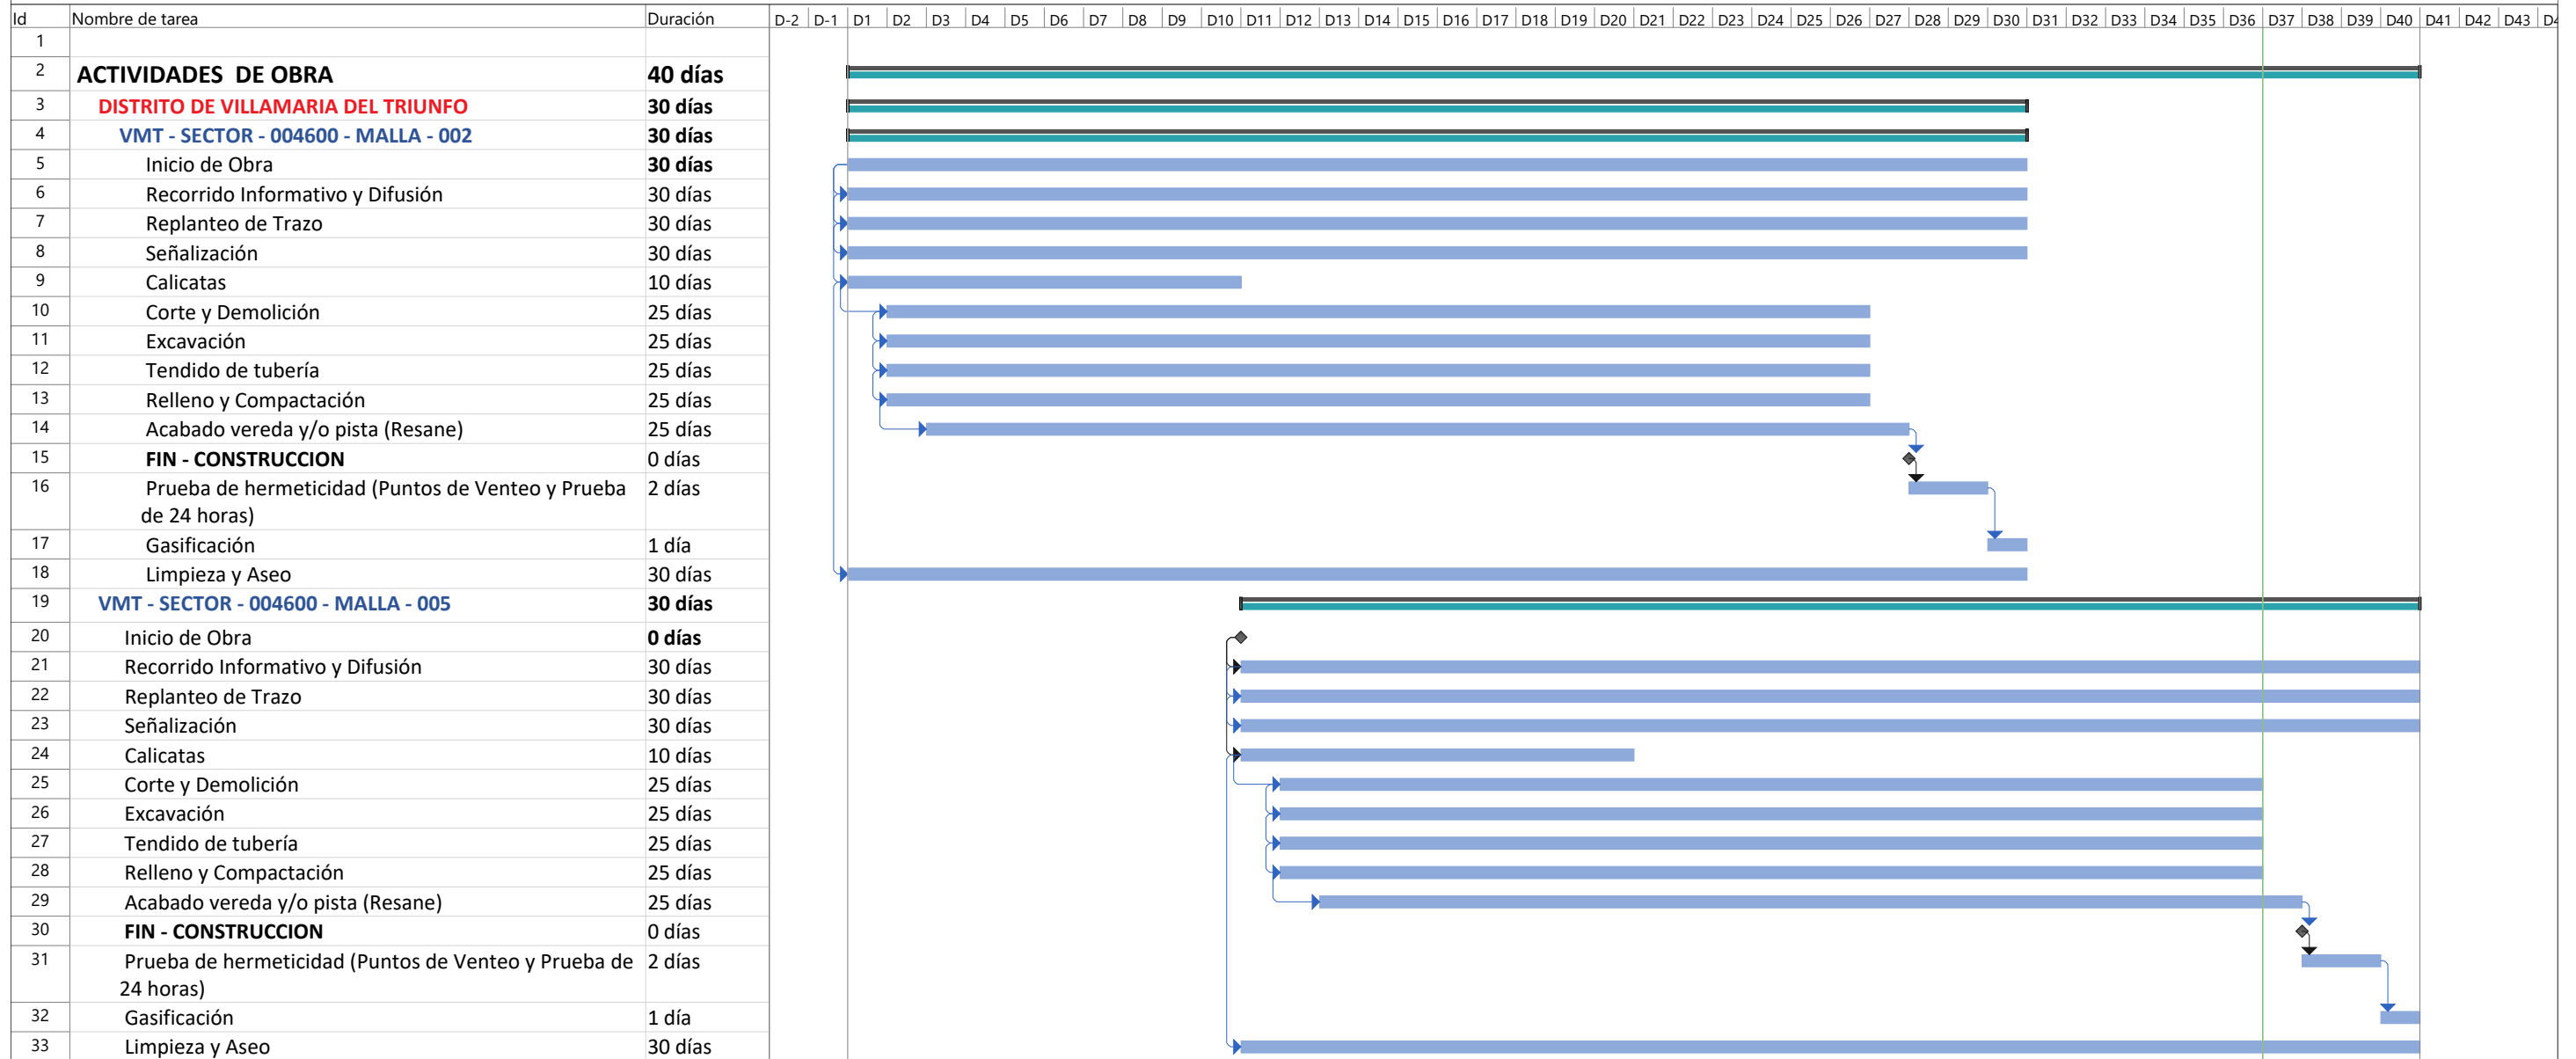 Id Nombre de tarea Duración D-2 D-1 D1 D2 D3 D4 D5 D6 D7 D8 D9 D10 D11 D12 D13 D14 D15 D16 D17 D18 D19 D20 D21 D22 D23 D24 D25 D26 D27 D28 D29 D30 D31 D32 D33 D34 D35 D36 D37 D38 D39 D40 D41 D42 D43
1
2 ACTIVIDADES DE OBRA 40 días
3 DISTRITO DE VILLAMARIA DEL TRIUNFO 30 días
4 VMT - SECTOR - 004600 - MALLA - 002 30 días
5 Inicio de Obra 30 días
6 Recorrido Informativo y Difusión 30 días
7 Replanteo de Trazo 30 días
8 Señalización 30 días
9 Calicatas 10 días
10 Corte y Demolición 25 días
11 Excavación 25 días
12 Tendido de tubería 25 días
13 Relleno y Compactación 25 días
14 Acabado vereda y/o pista (Resane) 25 días
15 FIN - CONSTRUCCION 0 días
16 Prueba de hermeticidad (Puntos de Venteo y Prueba 2 días
de 24 horas)
17 Gasificación 1 día
18 Limpieza y Aseo 30 días
19 VMT - SECTOR - 004600 - MALLA - 005 30 días
20 Inicio de Obra 0 días
21 Recorrido Informativo y Difusión 30 días
22 Replanteo de Trazo 30 días
23 Señalización 30 días
24 Calicatas 10 días
25 Corte y Demolición 25 días
26 Excavación 25 días
27 Tendido de tubería 25 días
28 Relleno y Compactación 25 días
29 Acabado vereda y/o pista (Resane) 25 días
30 FIN - CONSTRUCCION 0 días
31 Prueba de hermeticidad (Puntos de Venteo y Prueba de 2 días
24 horas)
32 Gasificación 1 día
33 Limpieza y Aseo 30 días